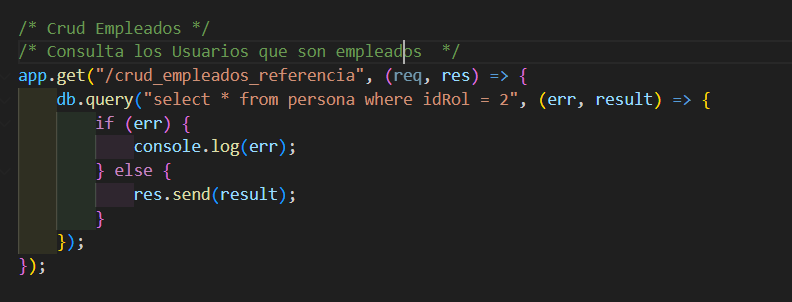 /* Crud Empleados */
/* Consulta los Usuarios que son empleados  */
app.get("/crud_empleados_referencia", (req, res) => {
    db.query("select * from persona where idRol = 2", (err, result) => {
        if (err) {
            console.log(err);
        } else {
            res.send(result);
        }
    });
});